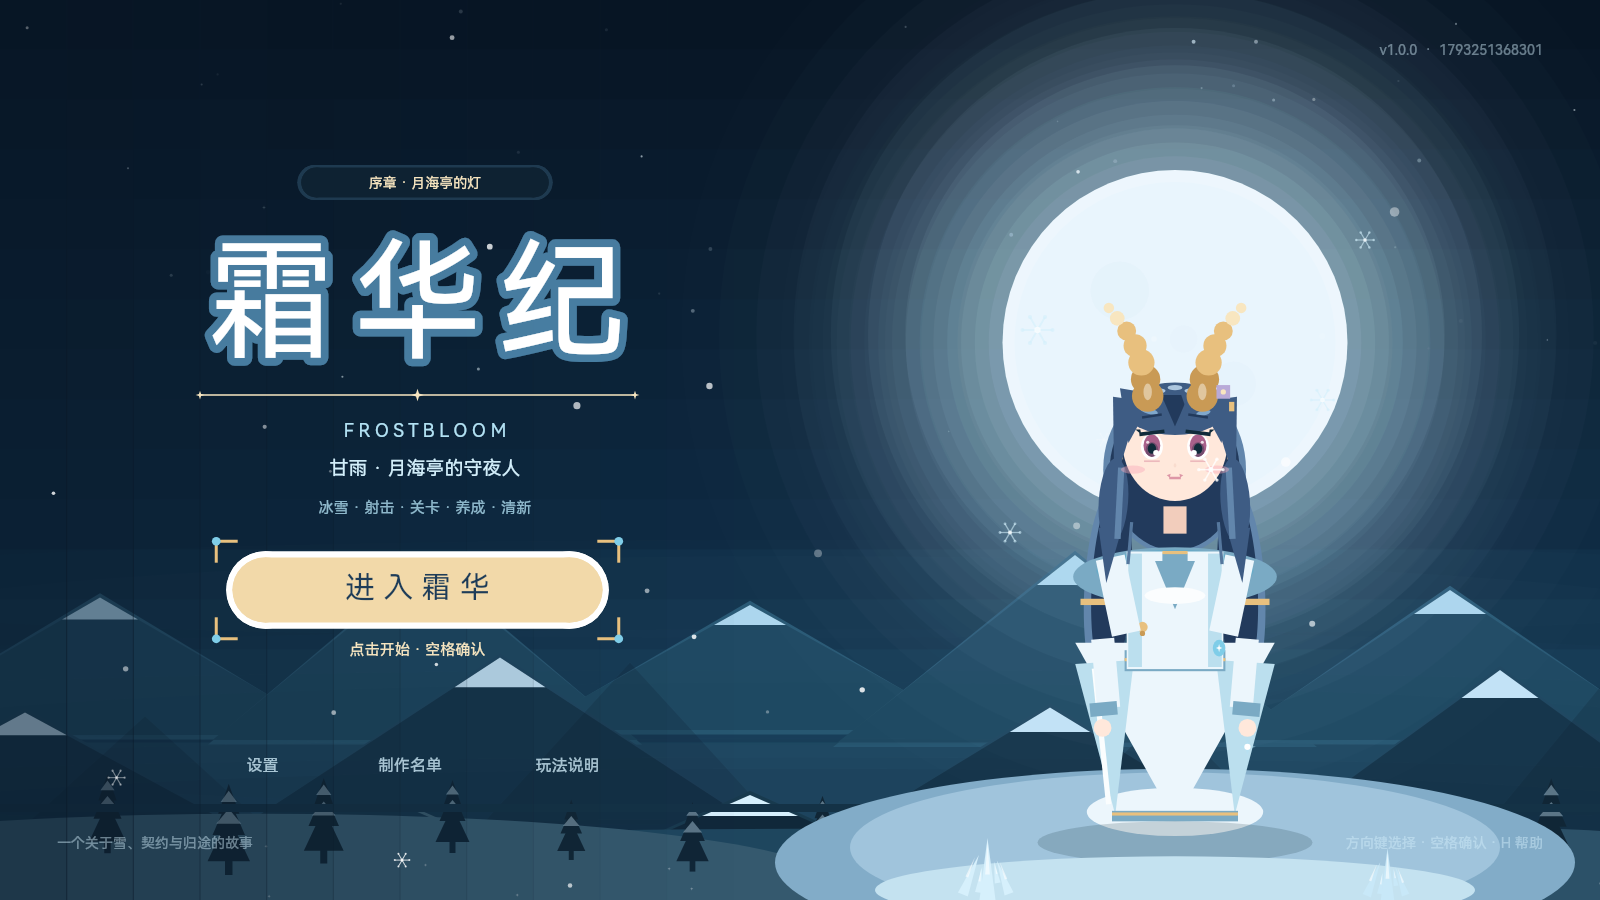 v1.0.0 · 1793251368301
序章 · 月海亭的灯
霜华纪
FROSTBLOOM
甘雨 · 月海亭的守夜人
冰雪 · 射击 · 关卡 · 养成 · 清新
进入霜华
点击开始 · 空格确认
设置
制作名单
玩法说明
一个关于雪、契约与归途的故事
方向键选择 · 空格确认 · H 帮助